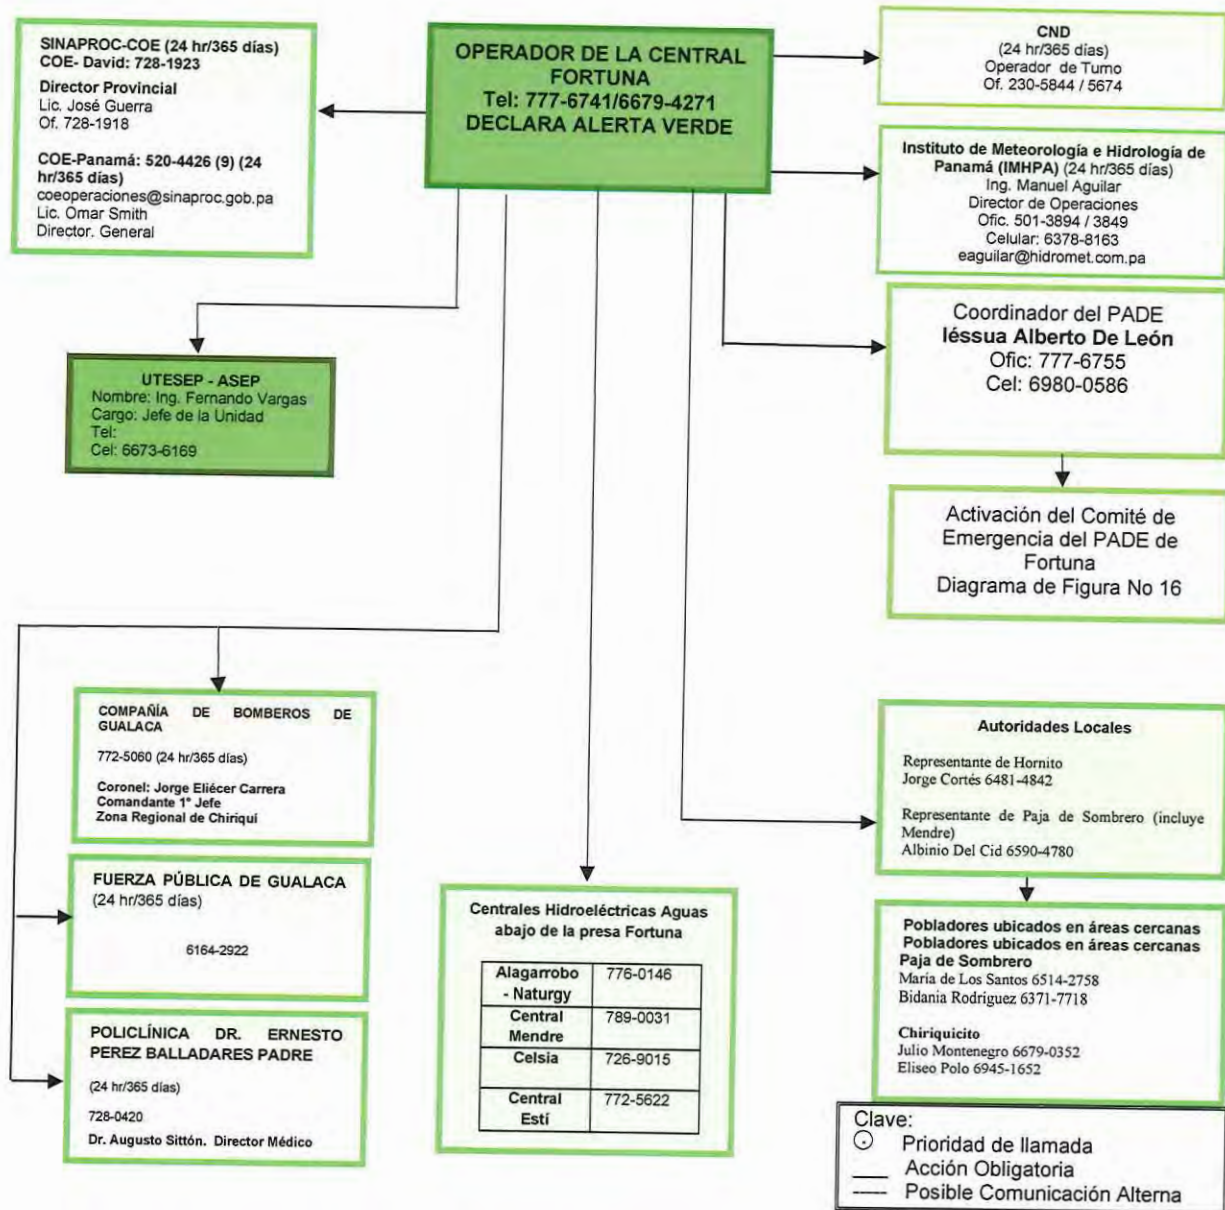 SINAPROC-COE (24 hr/365 días)
COE- David: 728-1923
Director Provincial
Lic. José Guerra
Of. 728-1918
COE-Panamá: 520-4426 (9) (24
hr/365 días)
coeoperaciones@sinaproc.gob.pa
Lic. Omar Smith
Director. General
OPERADOR DE LA CENTRAL
FORTUNA
Tel: 777-6741/6679-4271
DECLARA ALERTA VERDE
CND
(24 hr/365 días)
Operador de Turno
Of. 230-5844 / 5674
Instituto de Meteorología e Hidrología de
Panamá (IMHPA) (24 hr/365 días)
Ing. Manuel Aguilar
Director de Operaciones
Ofic. 501-3894 / 3849
Celular: 6378-8163
eaguilar@hidromet.com.pa
Coordinador del PADE
Iéssua Alberto De León
Ofic: 777-6755
Cel: 6980-0586
UTESEP - ASEP
Nombre: Ing. Fernando Vargas
Cargo: Jefe de la Unidad
Tel:
Cel: 6673-6169
Activación del Comité de
Emergencia del PADE de
Fortuna
Diagrama de Figura No 16
COMPAÑÍA DE BOMBEROS DE
GUALACA
772-5060 (24 hr/365 días)
Coronel: Jorge Eliécer Carrera
Comandante 1° Jefe
Zona Regional de Chiriquí
FUERZA PÚBLICA DE GUALACA
(24 hr/365 días)
6164-2922
POLICLÍNICA DR. ERNESTO
PEREZ BALLADARES PADRE
(24 hr/365 días)
728-0420
Dr. Augusto Sittón. Director Médico
Centrales Hidroeléctricas Aguas
abajo de la presa Fortuna
Alagarrobo 776-0146
- Naturgy
Central 789-0031
Mendre
Celsia 726-9015
Central 772-5622
Estí
Autoridades Locales
Representante de Hornito
Jorge Cortés 6481-4842
Representante de Paja de Sombrero (incluye
Mendre)
Albinio Del Cid 6590-4780
Pobladores ubicados en áreas cercanas
Pobladores ubicados en áreas cercanas
Paja de Sombrero
María de Los Santos 6514-2758
Bidania Rodriguez 6371-7718
Chiriquicito
Julio Montenegro 6679-0352
Eliseo Polo 6945-1652
Clave:
Prioridad de llamada
Acción Obligatoria
Posible Comunicación Alterna